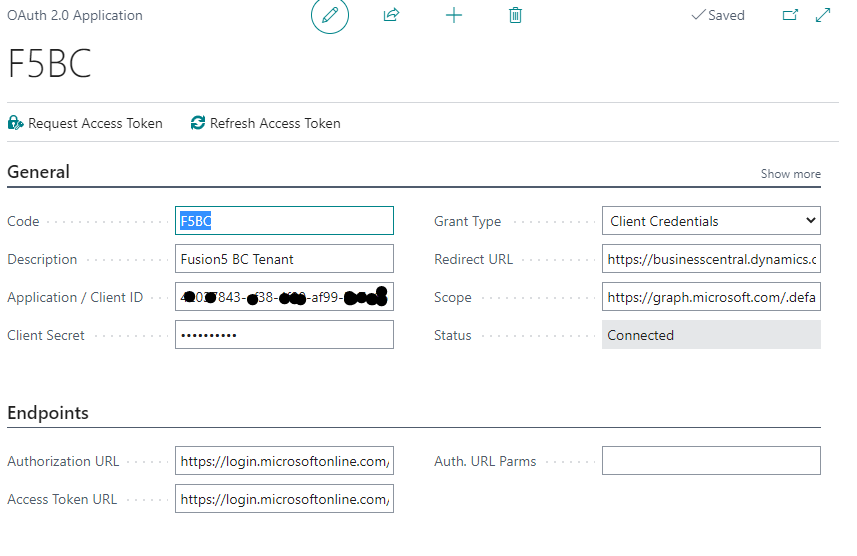 OAuth 2.0 Application
Saved
F5BC
Request Access Token Refresh Access Token
General Show more
Code F5BC Grant Type Client Credentials
Description Fusion5 BC Tenant Redirect URL https://businesscentral.dynamics.c
Application / Client ID Scope https://graph.microsoft.com/.defa
Client Secret •••••••••• Status Connected
Endpoints
Authorization URL https://login.microsoftonline.com/ Auth. URL Parms
Access Token URL https://login.microsoftonline.com/